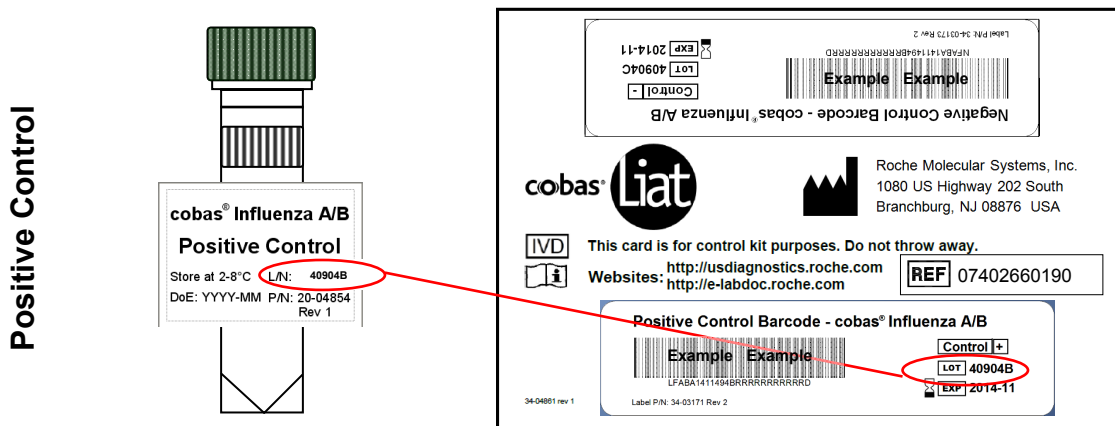 Positive Control
cobas® Influenza A/B
Positive Control
Store at 2-8°C L/N: 40904B
DoE: YYYY-MM P/N: 20-04854
Rev 1
Negative Control Barcode - cobas® Influenza A/B
Control -
Example Example
LOT 40904C
NFABA1411494BRRRRRRRRRRRRD
EXP 2014-11
Label P/N: 34-03173 Rev 2
cobas® Liat
Roche Molecular Systems, Inc.
1080 US Highway 202 South
Branchburg, NJ 08876 USA
IVD This card is for control kit purposes. Do not throw away.
i Websites: http://usdiagnostics.roche.com
http://e-labdoc.roche.com
REF 07402660190
Positive Control Barcode - cobas® Influenza A/B
Control +
Example Example
LOT 40904B
LFABA1411494BRRRRRRRRRRRRD
EXP 2014-11
34-04861 rev 1
Label P/N: 34-03171 Rev 2